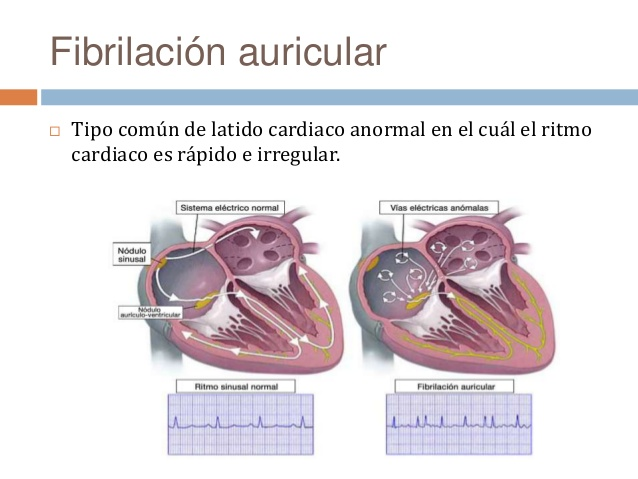 Fibrilación auricular
Tipo común de latido cardiaco anormal en el cuál el ritmo
cardiaco es rápido e irregular.
Sistema eléctrico normal
Nódulo
sinusal
Nódulo
auriculo-ventricular
Ritmo sinusal normal
Vías eléctricas anómalas
Fibrilación auricular